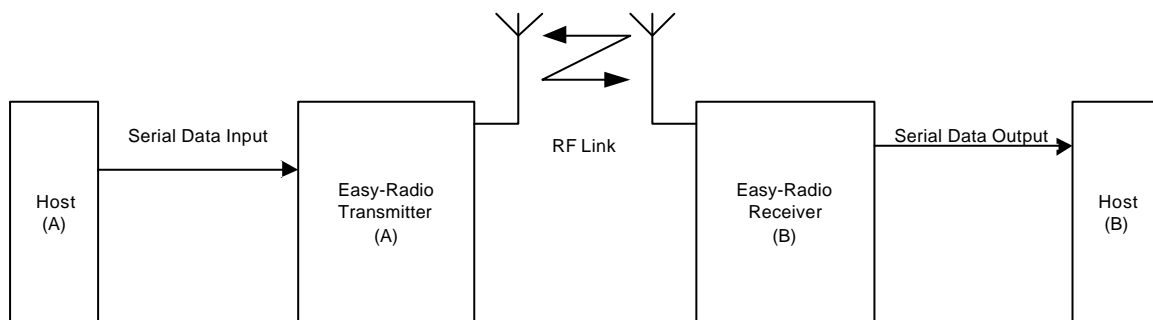 Serial Data Input
RF Link
Serial Data Output
Host
(A)
Easy-Radio
Transmitter
(A)
Easy-Radio
Receiver
(B)
Host
(B)